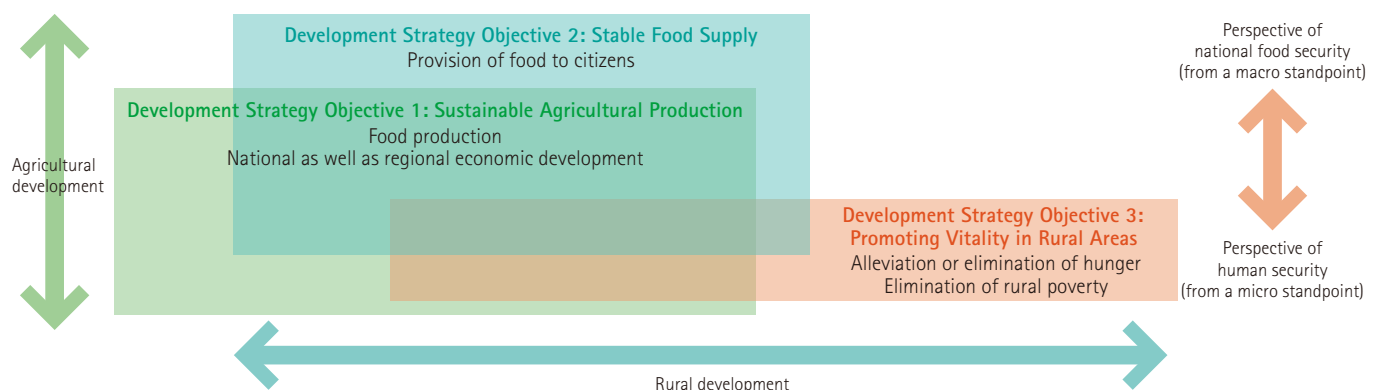 Development Strategy Objective 2: Stable Food Supply
Provision of food to citizens
Development Strategy Objective 1: Sustainable Agricultural Production
Food production
National as well as regional economic development
Agricultural
development
Development Strategy Objective 3:
Promoting Vitality in Rural Areas
Alleviation or elimination of hunger
Elimination of rural poverty
Perspective of
national food security
(from a macro standpoint)
Perspective of
human security
(from a micro standpoint)
Rural development